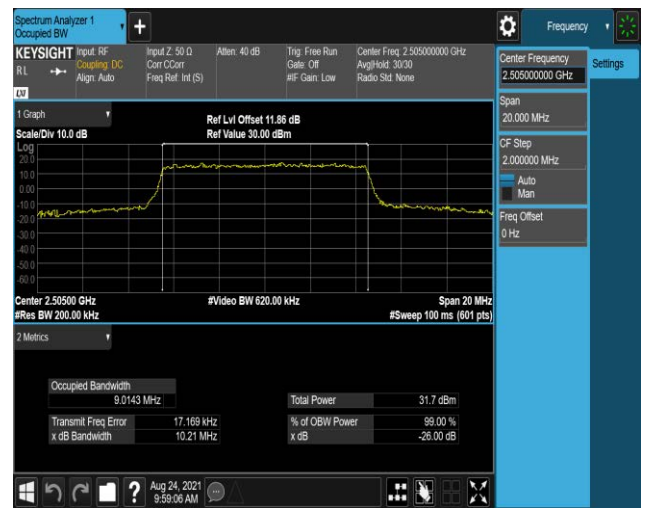 Spectrum Analyzer 1
Occupied BW
Frequency
KEYSIGHT
RL
LXI
Input: RF
Coupling: DC
Align: Auto
Input Z: 50 Ω
Corr CCorr
Freq Ref: Int (S)
Atten: 40 dB
Trig: Free Run
Gate: Off
#IF Gain: Low
Center Freq: 2.505000000 GHz
Avg|Hold: 30/30
Radio Std: None
Center Frequency
2.505000000 GHz
Settings
Span
20.000 MHz
CF Step
2.000000 MHz
Auto
Man
Freq Offset
0 Hz
1 Graph
Scale/Div 10.0 dB
Ref Lvl Offset 11.86 dB
Ref Value 30.00 dBm
Log
20.0
10.0
0.00
-10.0
-20.0
-30.0
-40.0
-50.0
-60.0
Center 2.50500 GHz
#Video BW 620.00 kHz
Span 20 MHz
#Res BW 200.00 kHz
#Sweep 100 ms (601 pts)
2 Metrics
Occupied Bandwidth
9.0143 MHz
Total Power 31.7 dBm
Transmit Freq Error 17.169 kHz
% of OBW Power 99.00 %
x dB Bandwidth 10.21 MHz
x dB -26.00 dB
?
Aug 24, 2021
9:59:06 AM